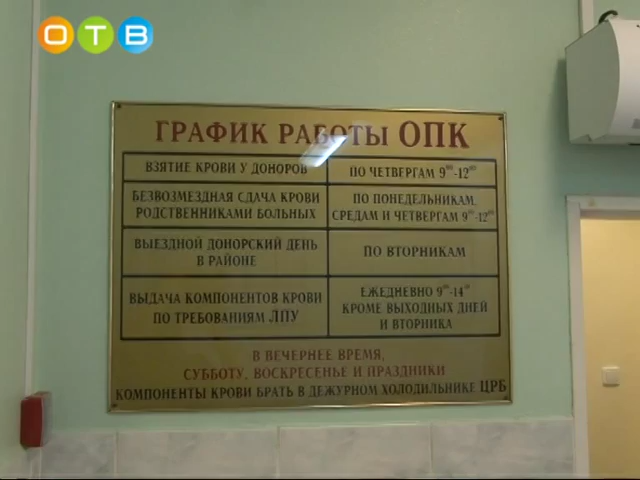 ОТВ
ГРАФИК РАБОТЫ ОПК
ВЗЯТИЕ КРОВИ У ДОНОРОВ
ПО ЧЕТВЕРГАМ 9⁰⁰-12⁰⁰
БЕЗВОЗМЕЗДНАЯ СДАЧА КРОВИ
РОДСТВЕННИКАМИ БОЛЬНЫХ
ПО ПОНЕДЕЛЬНИКАМ,
СРЕДАМ И ЧЕТВЕРГАМ 9⁰⁰-12⁰⁰
ВЫЕЗДНОЙ ДОНОРСКИЙ ДЕНЬ
В РАЙОНЕ
ПО ВТОРНИКАМ
ВЫДАЧА КОМПОНЕНТОВ КРОВИ
ПО ТРЕБОВАНИЯМ ЛПУ
ЕЖЕДНЕВНО 9⁰⁰-14⁰⁰
КРОМЕ ВЫХОДНЫХ ДНЕЙ
И ВТОРНИКА
В ВЕЧЕРНЕЕ ВРЕМЯ,
СУББОТУ, ВОСКРЕСЕНЬЕ И ПРАЗДНИКИ
КОМПОНЕНТЫ КРОВИ БРАТЬ В ДЕЖУРНОМ ХОЛОДИЛЬНИКЕ ЦРБ